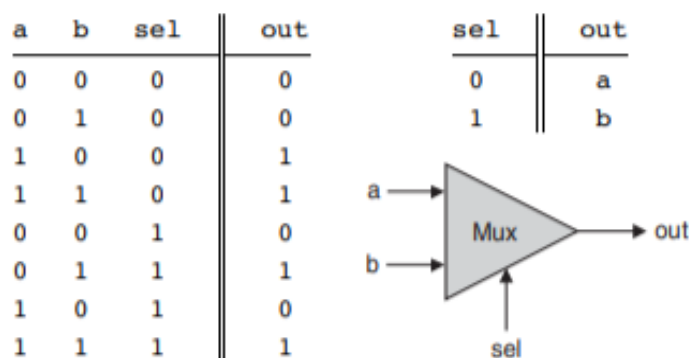 a b sel out
0 0 0 0
0 1 0 0
1 0 0 1
1 1 0 1
0 0 1 0
0 1 1 1
1 0 1 0
1 1 1 1
sel out
0 a
1 b
a
Mux
out
b
sel